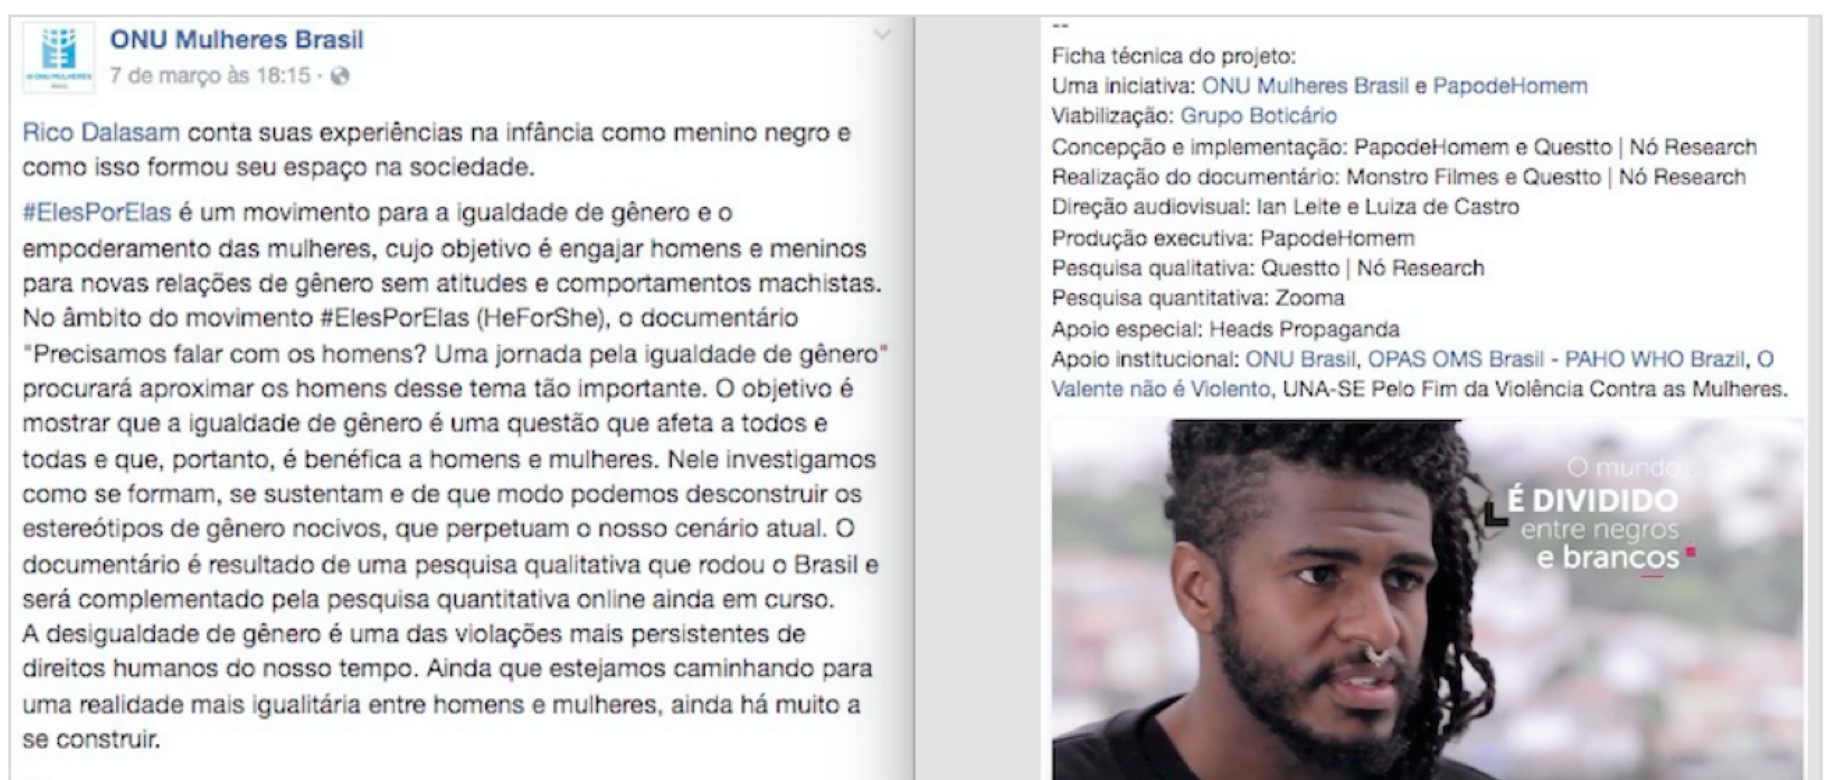 ONU Mulheres Brasil
7 de março às 18:15 ·
Rico Dalasam conta suas experiências na infância como menino negro e
como isso formou seu espaço na sociedade.
#ElesPorElas é um movimento para a igualdade de gênero e o
empoderamento das mulheres, cujo objetivo é engajar homens e meninos
para novas relações de gênero sem atitudes e comportamentos machistas.
No âmbito do movimento #ElesPorElas (HeForShe), o documentário
"Precisamos falar com os homens? Uma jornada pela igualdade de gênero"
procurará aproximar os homens desse tema tão importante. O objetivo é
mostrar que a igualdade de gênero é uma questão que afeta a todos e
todas e que, portanto, é benéfica a homens e mulheres. Nele investigamos
como se formam, se sustentam e de que modo podemos desconstruir os
estereótipos de gênero nocivos, que perpetuam o nosso cenário atual. O
documentário é resultado de uma pesquisa qualitativa que rodou o Brasil e
será complementado pela pesquisa quantitativa online ainda em curso.
A desigualdade de gênero é uma das violações mais persistentes de
direitos humanos do nosso tempo. Ainda que estejamos caminhando para
uma realidade mais igualitária entre homens e mulheres, ainda há muito a
se construir.
--
Ficha técnica do projeto:
Uma iniciativa: ONU Mulheres Brasil e PapodeHomem
Viabilização: Grupo Boticário
Concepção e implementação: PapodeHomem e Questto | Nó Research
Realização do documentário: Monstro Filmes e Questto | Nó Research
Direção audiovisual: Ian Leite e Luiza de Castro
Produção executiva: PapodeHomem
Pesquisa qualitativa: Questto | Nó Research
Pesquisa quantitativa: Zooma
Apoio especial: Heads Propaganda
Apoio institucional: ONU Brasil, OPAS OMS Brasil - PAHO WHO Brazil, O
Valente não é Violento, UNA-SE Pelo Fim da Violência Contra as Mulheres.
O mundo
É DIVIDIDO
entre negros
e brancos